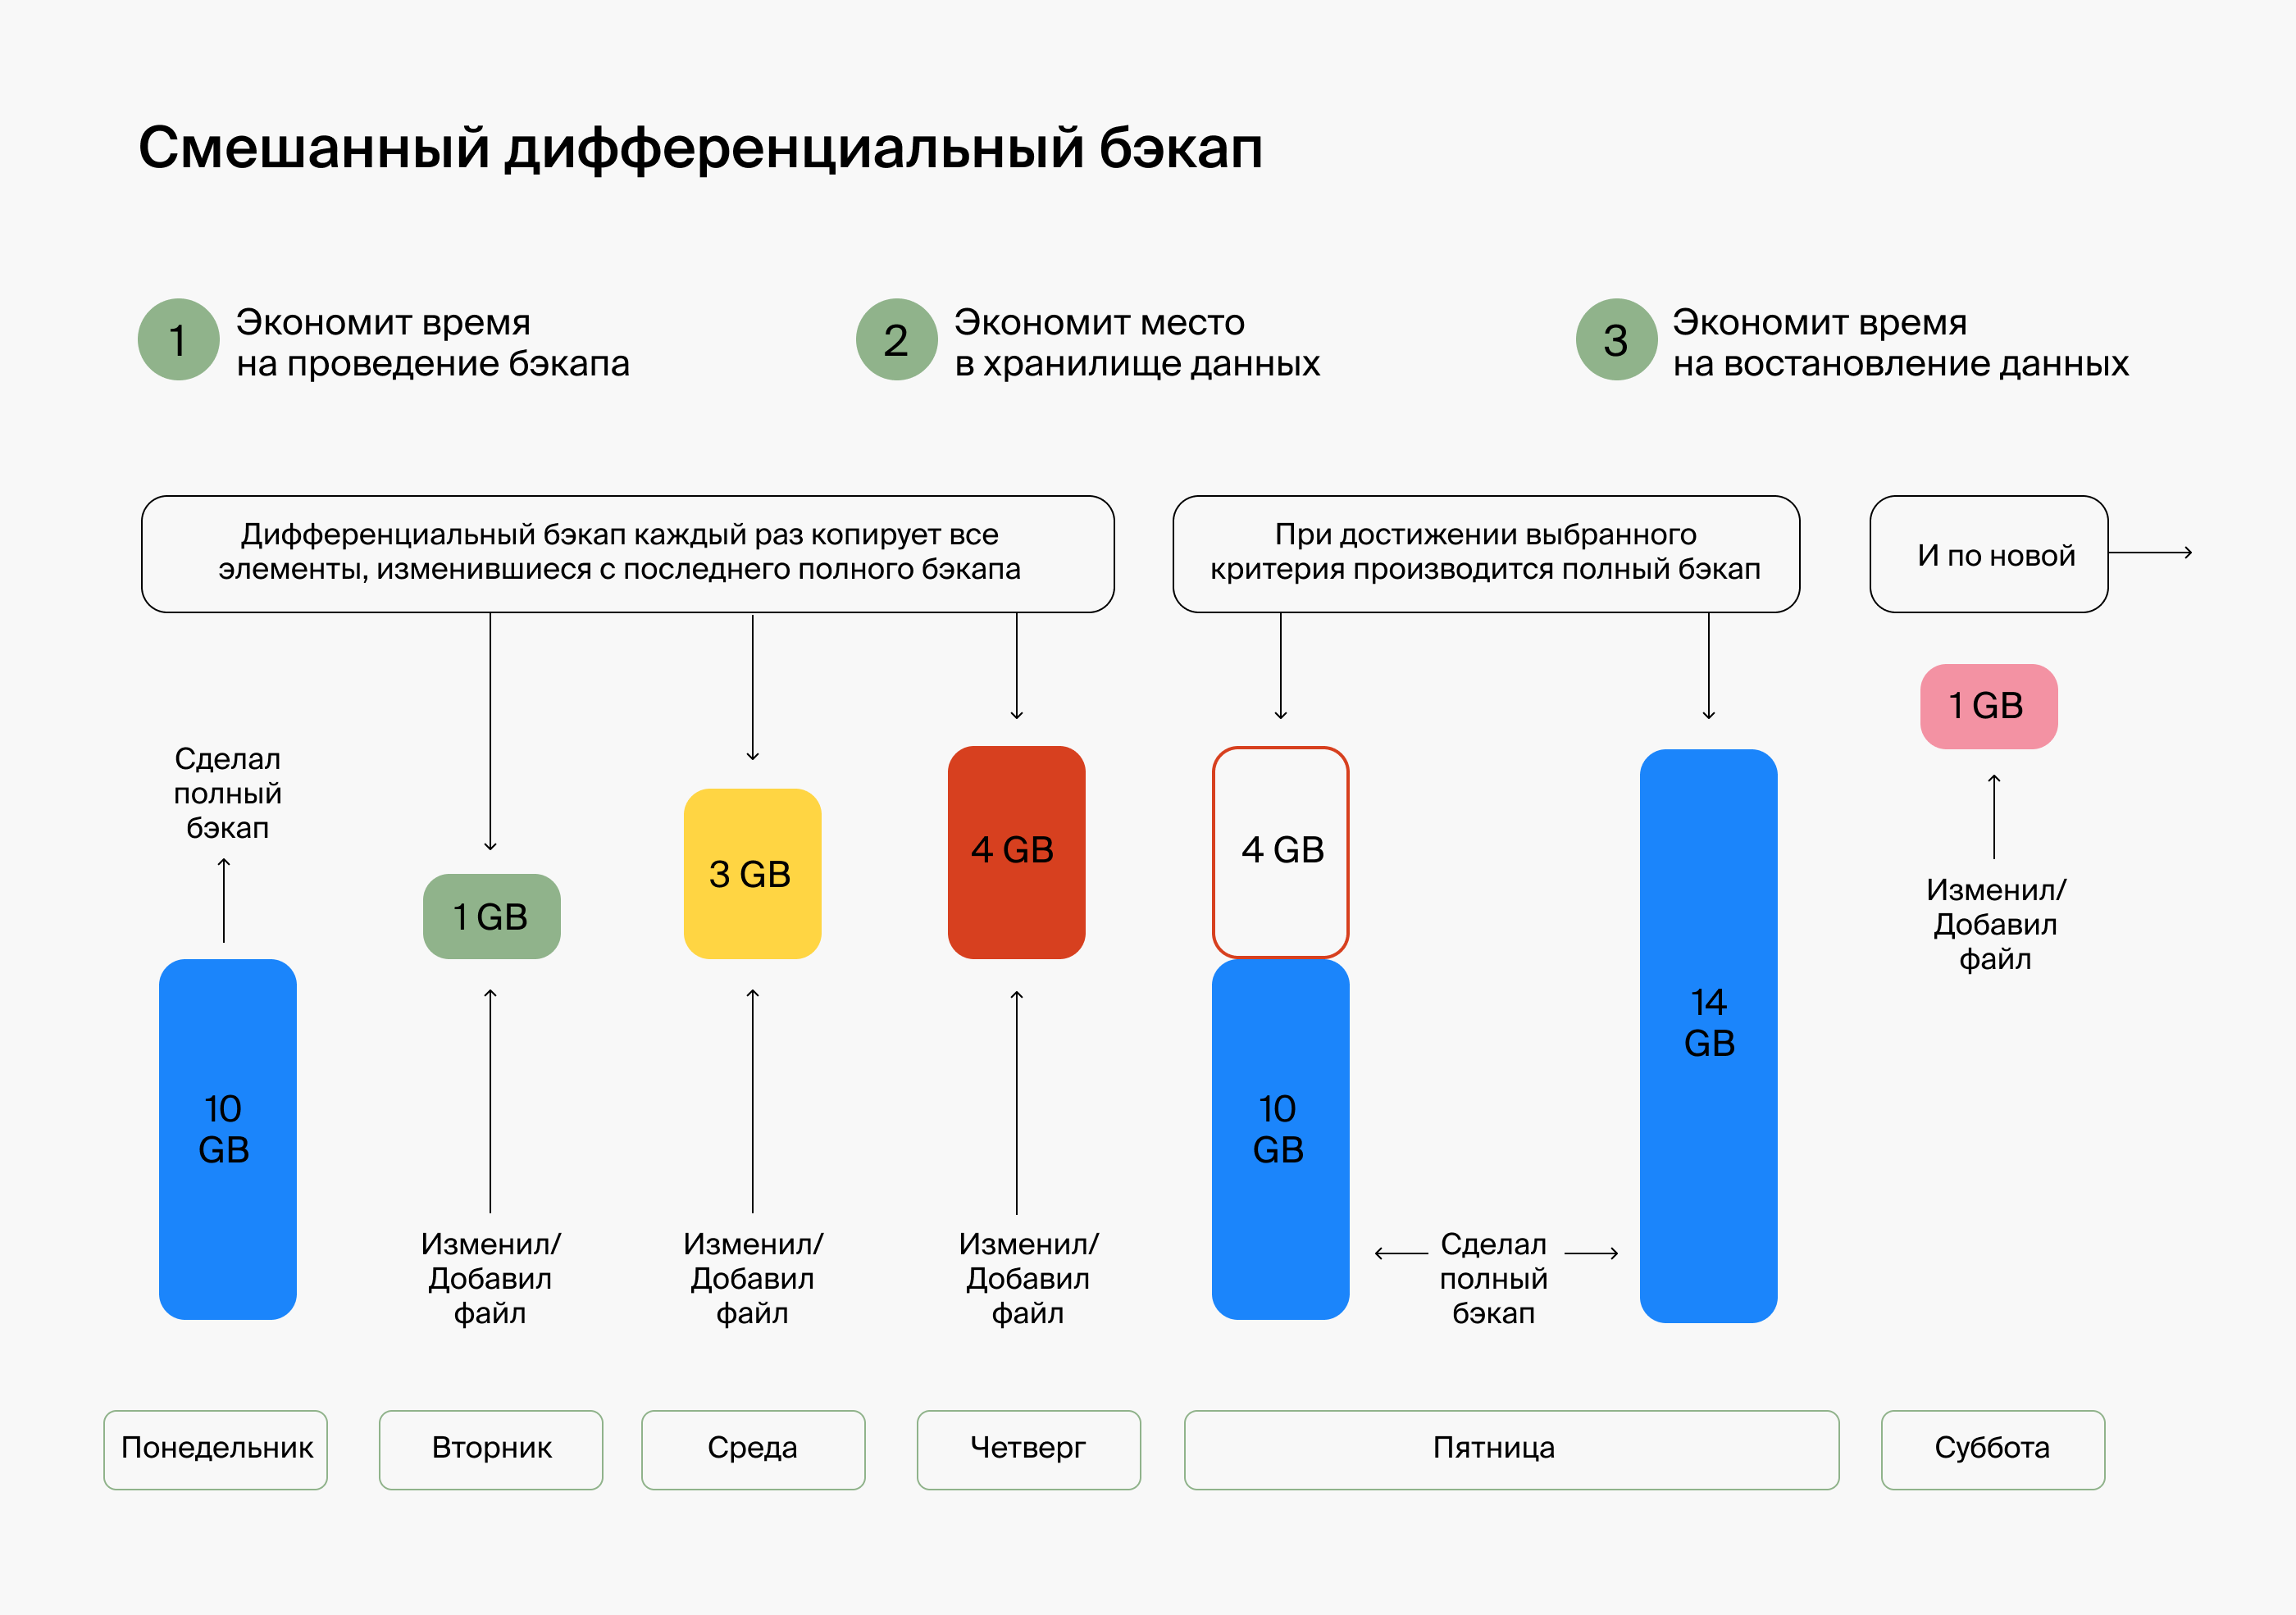 Смешанный дифференциальный бэкап
1
Экономит время
на проведение бэкапа
2
Экономит место
в хранилище данных
3
Экономит время
на востановление данных
Дифференциальный бэкап каждый раз копирует все
элементы, изменившиеся с последнего полного бэкапа
При достижении выбранного
критерия производится полный бэкап
И по новой
Сделал
полный
бэкап
10
GB
1 GB
Изменил/
Добавил
файл
3 GB
Изменил/
Добавил
файл
4 GB
Изменил/
Добавил
файл
4 GB
10
GB
Сделал
полный
бэкап
14
GB
1 GB
Изменил/
Добавил
файл
Понедельник
Вторник
Среда
Четверг
Пятница
Суббота